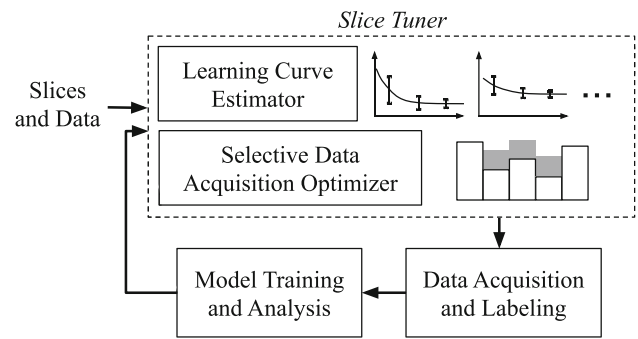 Slice Tuner
Learning Curve
Estimator
Slices
and Data
...
Selective Data
Acquisition Optimizer
Model Training
and Analysis
Data Acquisition
and Labeling